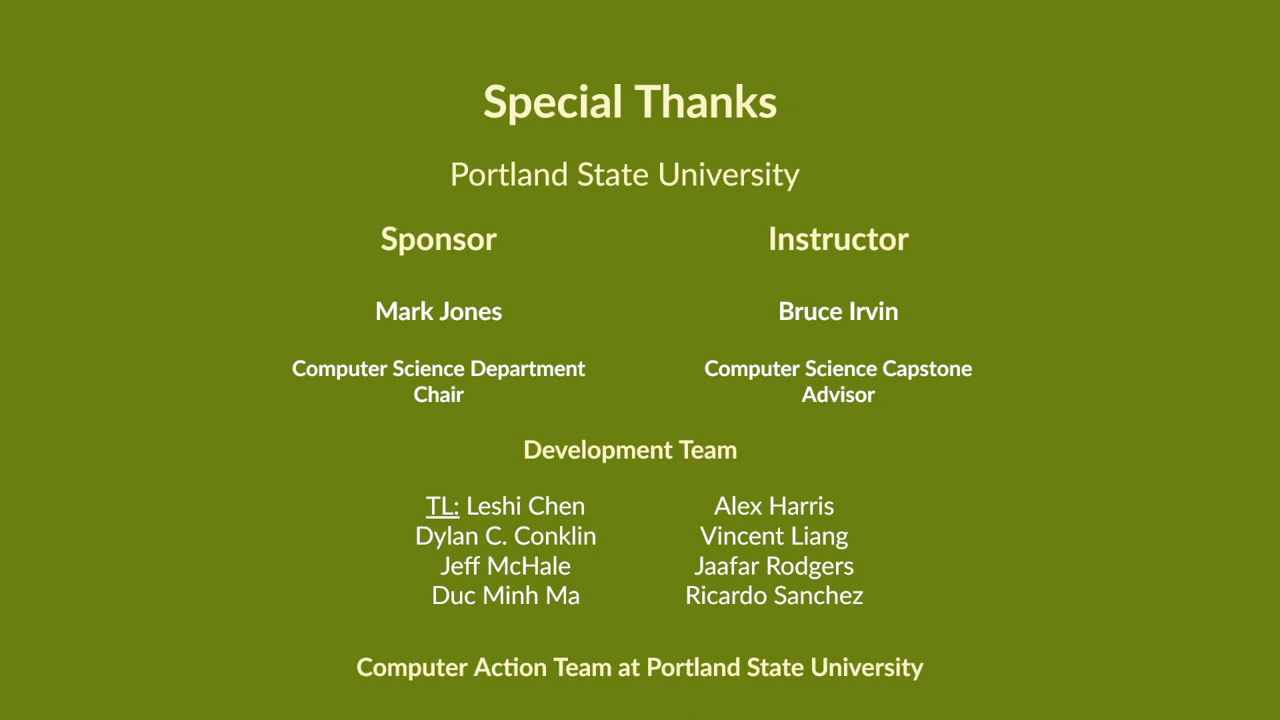 Special Thanks
Portland State University
Sponsor
Instructor
Mark Jones
Bruce Irvin
Computer Science Department
Chair
Computer Science Capstone
Advisor
Development Team
TL: Leshi Chen
Dylan C. Conklin
Jeff McHale
Duc Minh Ma
Alex Harris
Vincent Liang
Jaafar Rodgers
Ricardo Sanchez
Computer Action Team at Portland State University